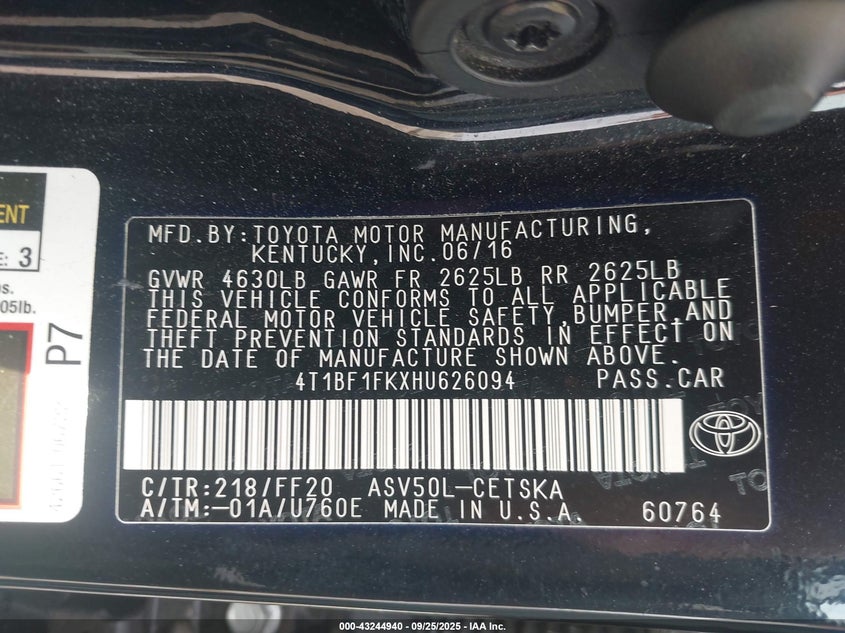 ENT
E: 3
s.
05lb.
P7
MFD.BY:TOYOTA MOTOR MANUFACTURING,
KENTUCKY,INC.06/16
GVWR 4630LB GAWR FR 2625LB RR 2625LB
THIS VEHICLE CONFORMS TO ALL APPLICABLE
FEDERAL MOTOR VEHICLE SAFETY,BUMPER,AND
THEFT PREVENTION STANDARDS IN EFFECT ON
THE DATE OF MANUFACTURE SHOWN ABOVE.
4T1BF1FKXHU626094 PASS.CAR
C/TR:218/FF20 ASV50L-CETSKA
A/TM:-01A/U760E MADE IN U.S.A. 60764
000-43244940 - 09/25/2025 - IAA Inc.